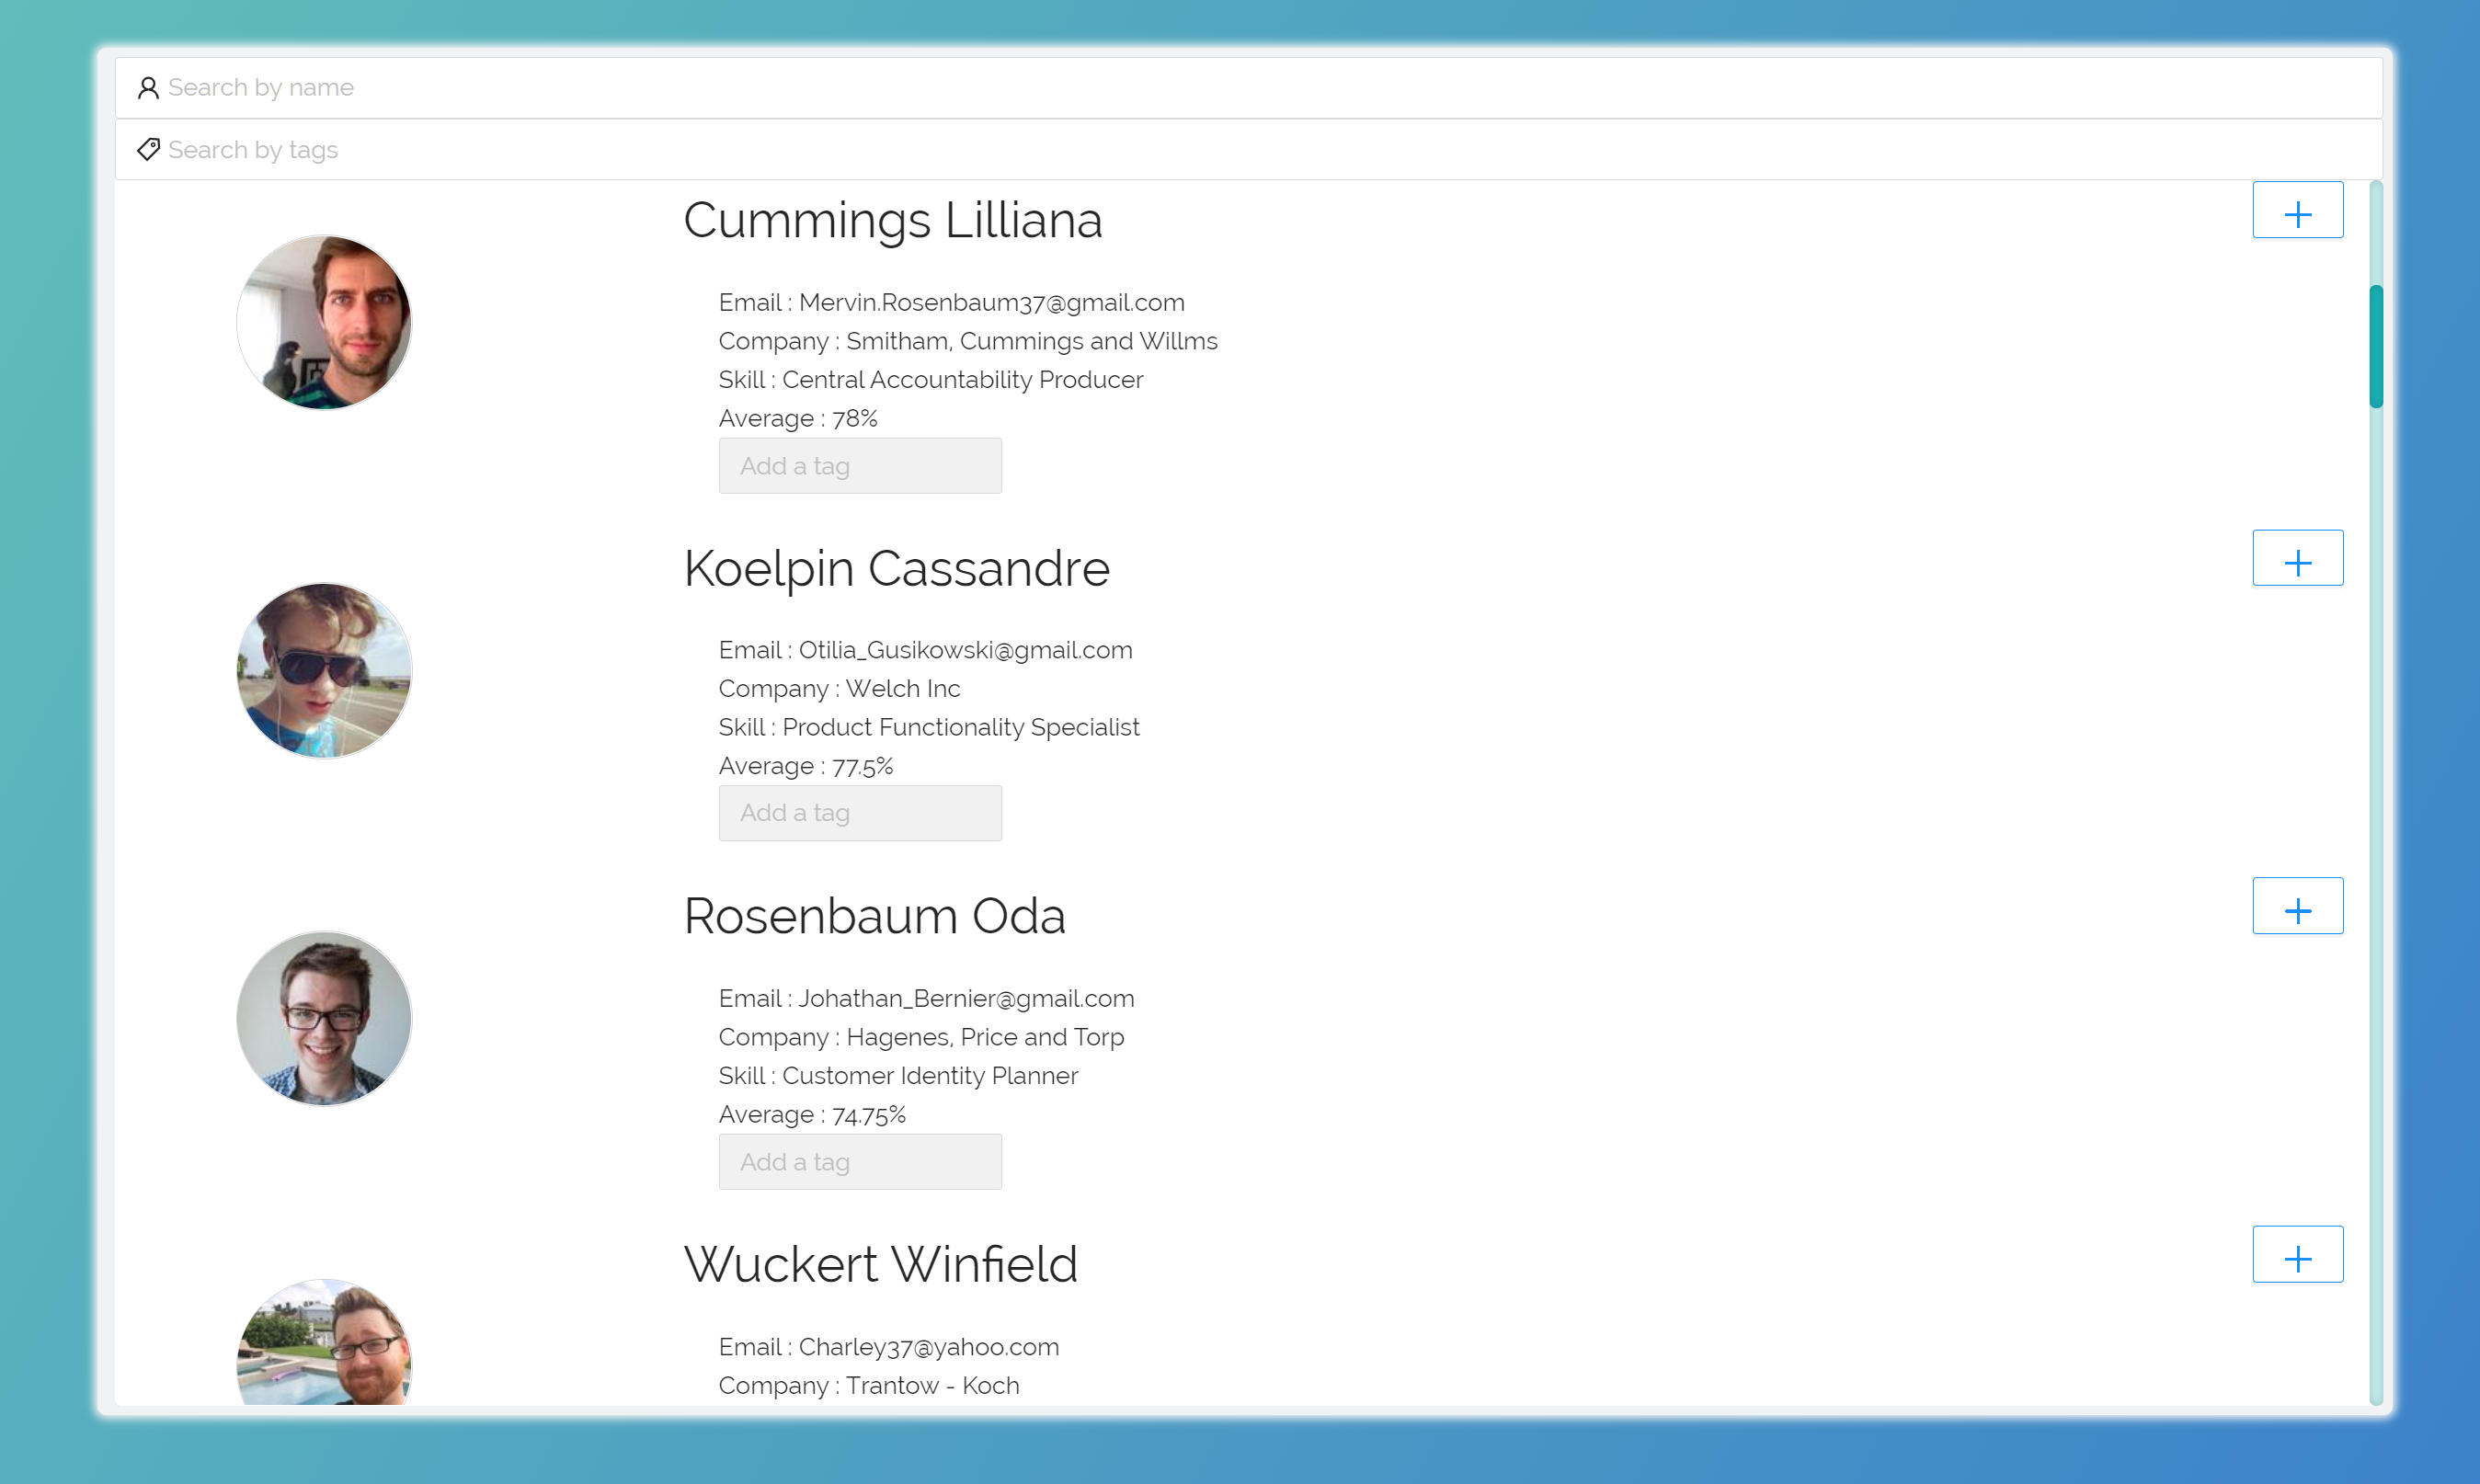 Search by name
Search by tags
Cummings Lilliana
Email : Mervin.Rosenbaum37@gmail.com
Company : Smitham, Cummings and Willms
Skill : Central Accountability Producer
Average : 78%
Add a tag
Koelpin Cassandre
Email : Otilia_Gusikowski@gmail.com
Company : Welch Inc
Skill : Product Functionality Specialist
Average : 77.5%
Add a tag
Rosenbaum Oda
Email : Johathan_Bernier@gmail.com
Company : Hagenes, Price and Torp
Skill : Customer Identity Planner
Average : 74.75%
Add a tag
Wuckert Winfield
Email : Charley37@yahoo.com
Company : Trantow - Koch